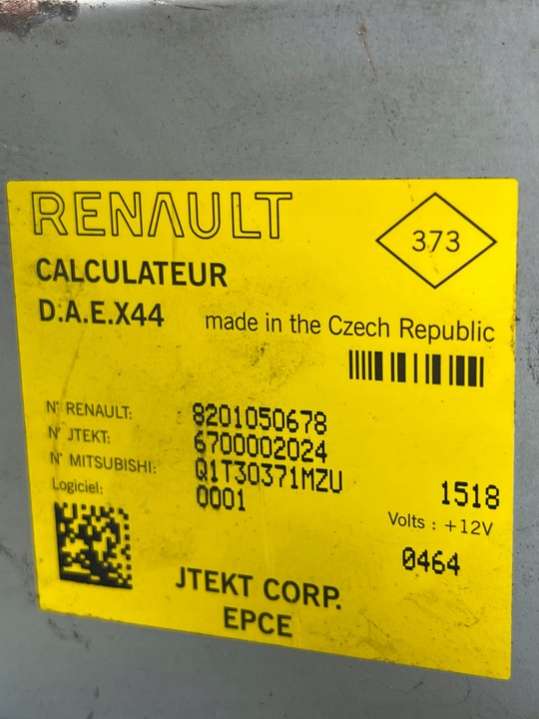 RENAULT
373
CALCULATEUR
D.A.E.X44
made in the Czech Republic
N° RENAULT: 8201050678
N° JTEKT: 6700002024
N° MITSUBISHI: Q1T30371MZU
Logiciel: 0001
1518
Volts : +12V
0464
JTEKT CORP.
EPCE